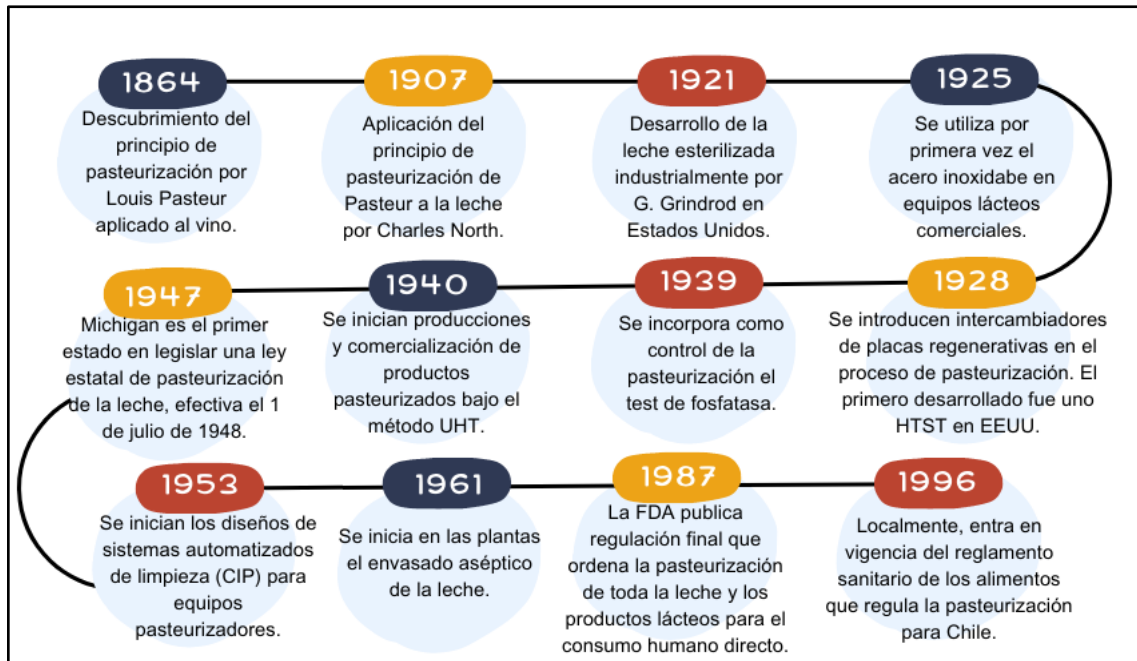 1864
Descubrimiento del
principio de
pasteurización por
Louis Pasteur
aplicado al vino.
1907
Aplicación del
principio de
pasteurización de
Pasteur a la leche
por Charles North.
1921
Desarrollo de la
leche esterilizada
industrialmente por
G. Grindrod en
Estados Unidos.
1925
Se utiliza por
primera vez el
acero inoxidabe en
equipos lácteos
comerciales.
1928
Se introducen intercambiadores
de placas regenerativas en el
proceso de pasteurización. El
primero desarrollado fue uno
HTST en EEUU.
1939
Se incorpora como
control de la
pasteurización el
test de fosfatasa.
1940
Se inician producciones
y comercialización de
productos
pasteurizados bajo el
método UHT.
1947
Michigan es el primer
estado en legislar una ley
estatal de pasteurización
de la leche, efectiva el 1
de julio de 1948.
1953
Se inician los diseños de
sistemas automatizados
de limpieza (CIP) para
equipos
pasteurizadores.
1961
Se inicia en las plantas
el envasado aséptico
de la leche.
1987
La FDA publica
regulación final que
ordena la pasteurización
de toda la leche y los
productos lácteos para el
consumo humano directo.
1996
Localmente, entra en
vigencia del reglamento
sanitario de los alimentos
que regula la pasteurización
para Chile.